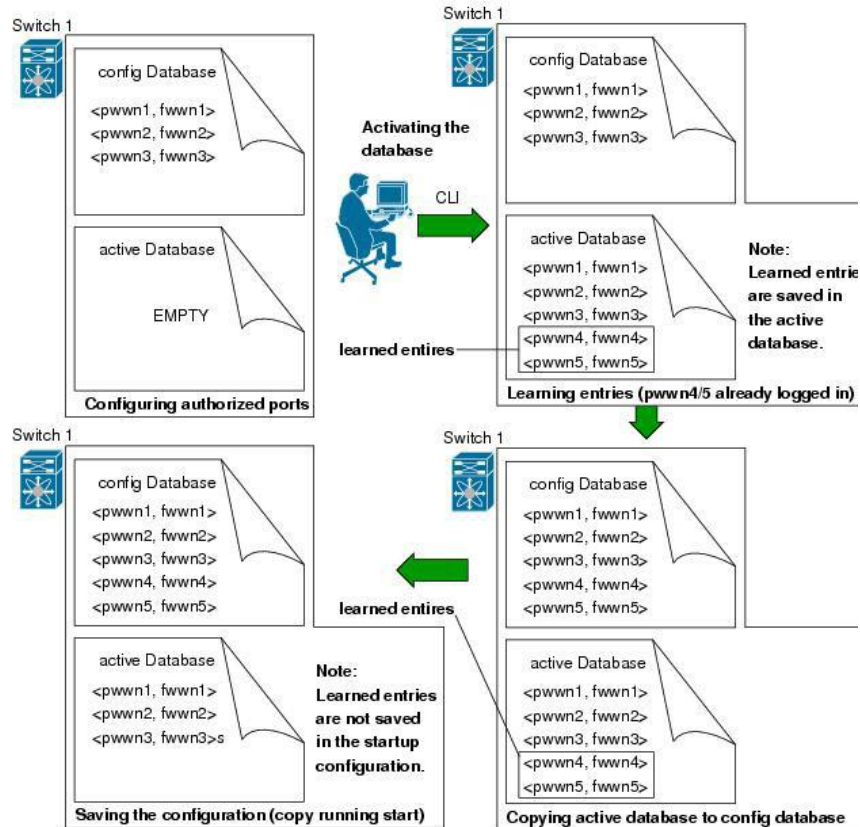 Switch 1
config Database
<pwwn1, fwwn1>
<pwwn2, fwwn2>
<pwwn3, fwwn3>
active Database
EMPTY
Configuring authorized ports
Activating the
database
CLI
Switch 1
config Database
<pwwn1, fwwn1>
<pwwn2, fwwn2>
<pwwn3, fwwn3>
active Database
<pwwn1, fwwn1>
<pwwn2, fwwn2>
<pwwn3, fwwn3>
<pwwn4, fwwn4>
<pwwn5, fwwn5>
learned entires
Note:
Learned entrie
are saved in
the active
database.
Learning entries (pwwn4/5 already logged in)
Switch 1
config Database
<pwwn1, fwwn1>
<pwwn2, fwwn2>
<pwwn3, fwwn3>
<pwwn4, fwwn4>
<pwwn5, fwwn5>
active Database
<pwwn1, fwwn1>
<pwwn2, fwwn2>
<pwwn3, fwwn3>s
Note:
Learned entries
are not saved
in the startup
configuration.
Saving the configuration (copy running start)
learned entires
Switch 1
config Database
<pwwn1, fwwn1>
<pwwn2, fwwn2>
<pwwn3, fwwn3>
<pwwn4, fwwn4>
<pwwn5, fwwn5>
active Database
<pwwn1, fwwn1>
<pwwn2, fwwn2>
<pwwn3, fwwn3>
<pwwn4, fwwn4>
<pwwn5, fwwn5>
Copying active database to config database